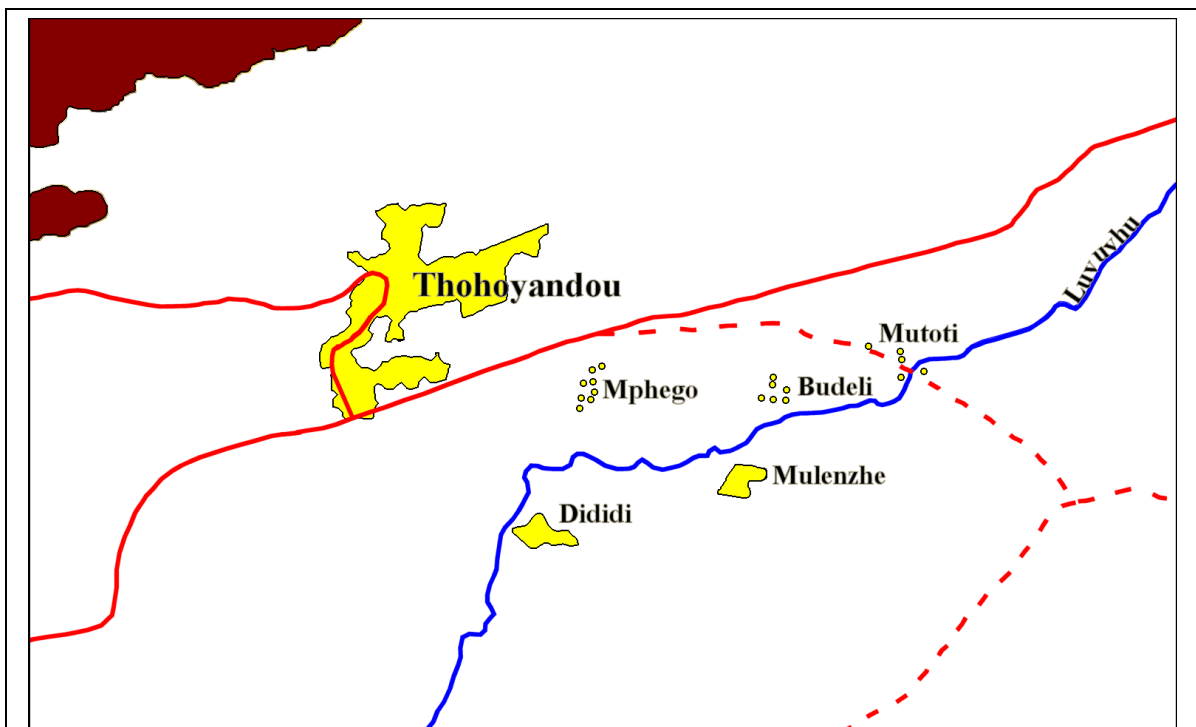 Luvuvhu
Thohoyandou
Mutoti
Mphego
Budeli
Mulenzhe
Dididi